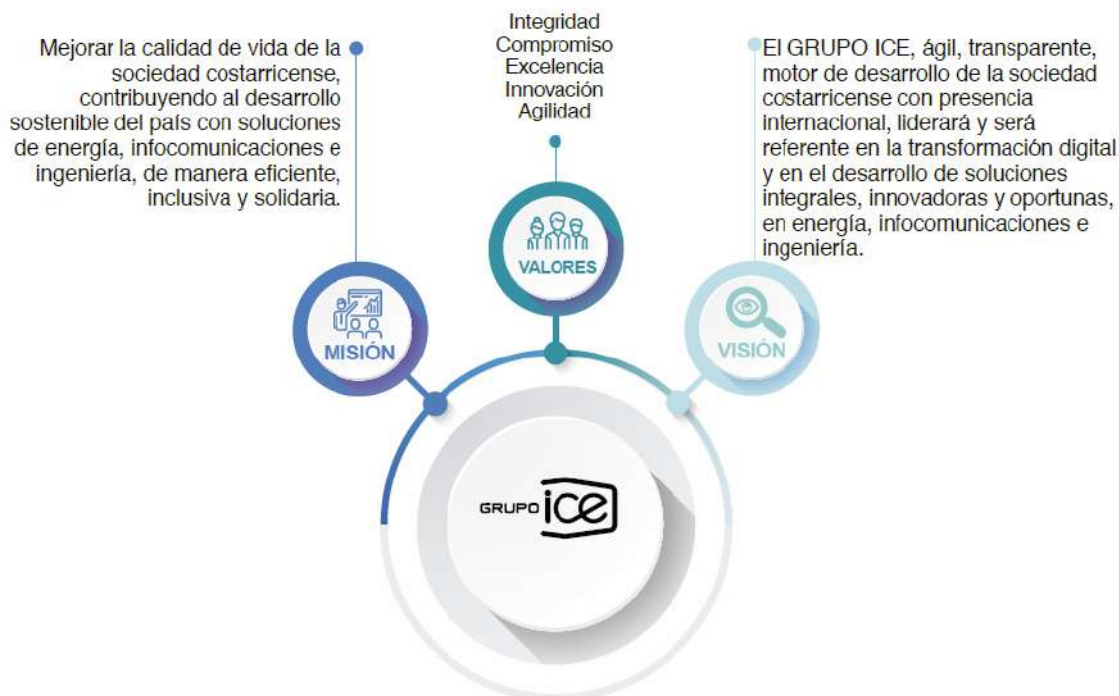 Mejorar la calidad de vida de la
sociedad costarricense,
contribuyendo al desarrollo
sostenible del país con soluciones
de energía, infocomunicaciones e
ingeniería, de manera eficiente,
inclusiva y solidaria.
MISIÓN
Integridad
Compromiso
Excelencia
Innovación
Agilidad
VALORES
El GRUPO ICE, ágil, transparente,
motor de desarrollo de la sociedad
costarricense con presencia
internacional, liderará y será
referente en la transformación digital
y en el desarrollo de soluciones
integrales, innovadoras y oportunas,
en energía, infocomunicaciones e
ingeniería.
VISIÓN
GRUPO ice